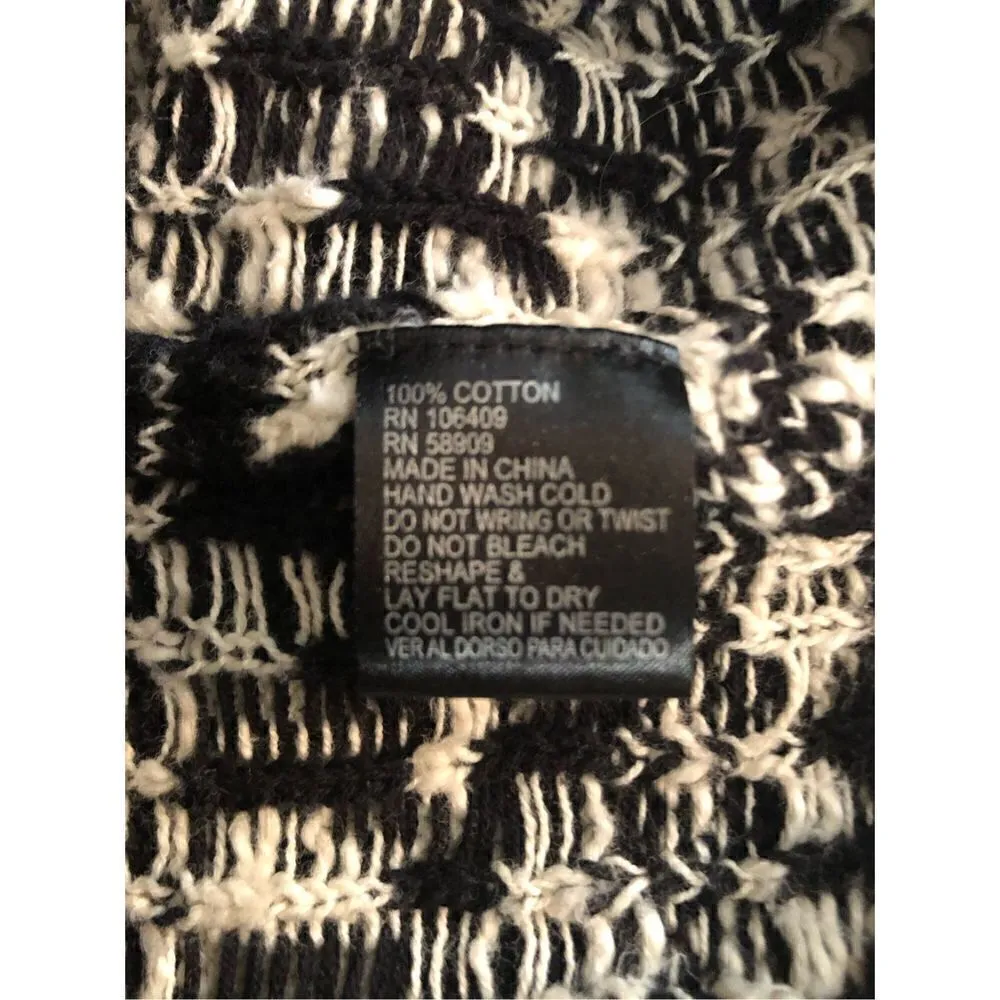 100% COTTON
RN 106409
RN 58909
MADE IN CHINA
HAND WASH COLD
DO NOT WRING OR TWIST
DO NOT BLEACH
RESHAPE &
LAY FLAT TO DRY
COOL IRON IF NEEDED
VER AL DORSO PARA CUIDADO